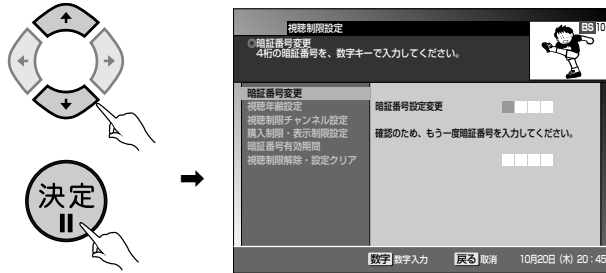 決定
視聴制限設定
◎暗証番号変更
4桁の暗証番号を、数字キーで入力してください。
BS 10
暗証番号変更
視聴年齢設定
視聴制限チャンネル設定
購入制限・表示制限設定
暗証番号有効期間
視聴制限解除・設定クリア
暗証番号設定変更
確認のため、もう一度暗証番号を入力してください。
数字 数字入力 戻る 取消 10月20日(木) 20:45